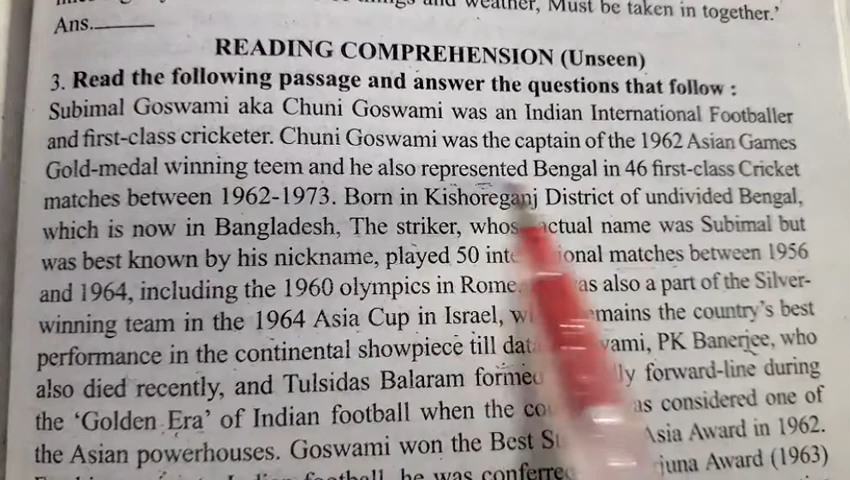 things and weather, Must be taken in together.'
Ans.
READING COMPREHENSION (Unseen)
3. Read the following passage and answer the questions that follow :
Subimal Goswami aka Chuni Goswami was an Indian International Footballer
and first-class cricketer. Chuni Goswami was the captain of the 1962 Asian Games
Gold-medal winning teem and he also represented Bengal in 46 first-class Cricket
matches between 1962-1973. Born in Kishoreganj District of undivided Bengal,
which is now in Bangladesh, The striker, whos actual name was Subimal but
was best known by his nickname, played 50 inte ional matches between 1956
and 1964, including the 1960 olympics in Rome. as also a part of the Silver-
winning team in the 1964 Asia Cup in Israel, w emains the country's best
performance in the continental showpiece till dat vami, PK Banerjee, who
also died recently, and Tulsidas Balaram formed ly forward-line during
the 'Golden Era' of Indian football when the co as considered one of
the Asian powerhouses. Goswami won the Best St Asia Award in 1962.
football, he was conferre juna Award (1963)